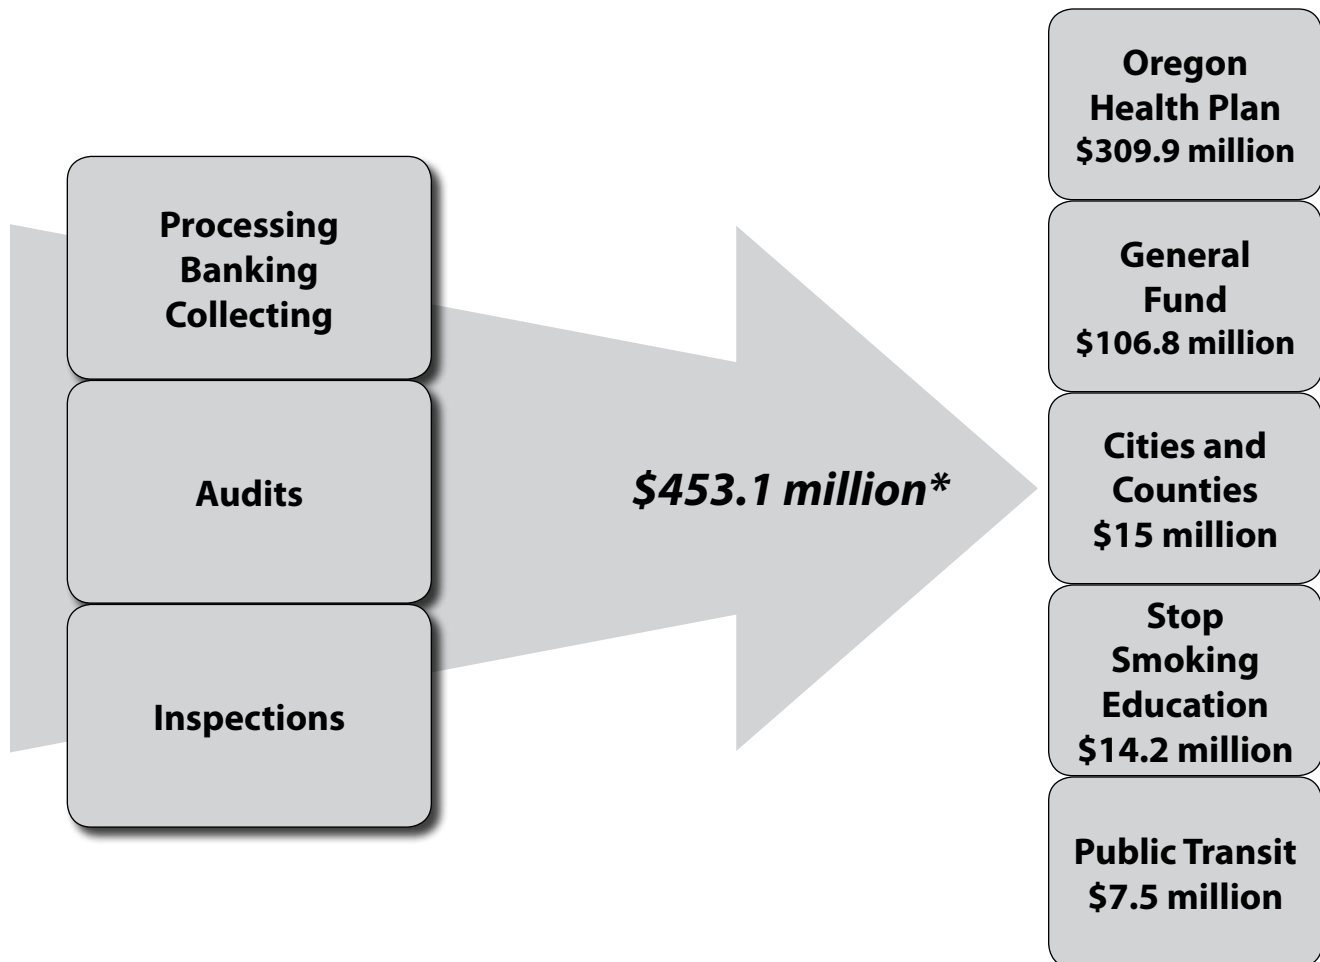 Processing
Banking
Collecting
Audits
Inspections
$453.1 million*
Oregon
Health Plan
$309.9 million
General
Fund
$106.8 million
Cities and
Counties
$15 million
Stop
Smoking
Education
$14.2 million
Public Transit
$7.5 million